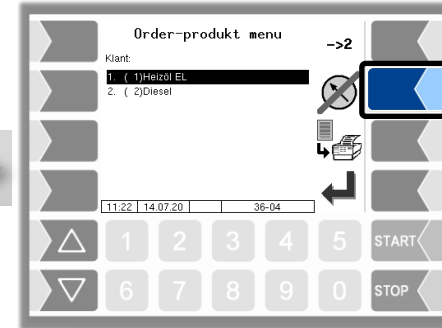 Order-produkt menu
->2
Klant:
1. ( 1)Heizöl EL
2. ( 2)Diesel
11:22 14.07.20 36-04
1 2 3 4 5 START
6 7 8 9 0 STOP